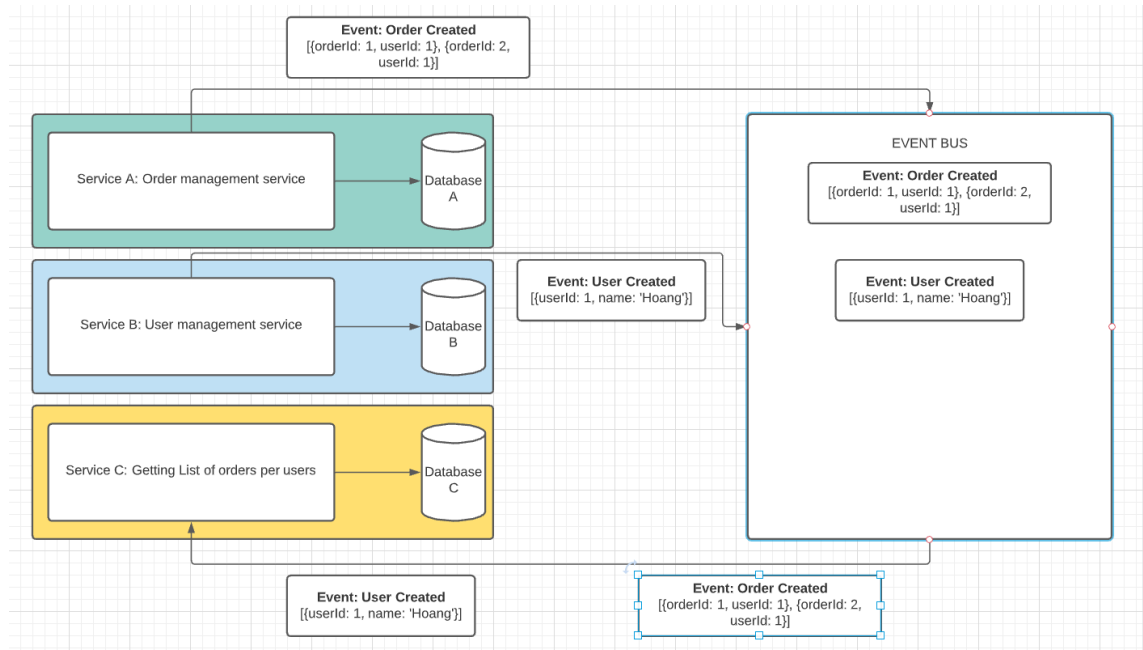 Event: Order Created
[{orderId: 1, userId: 1}, {orderId: 2,
userId: 1}]
EVENT BUS
Event: Order Created
[{orderId: 1, userId: 1}, {orderId: 2,
userId: 1}]
Service A: Order management service
Database
A
Event: User Created
[{userId: 1, name: 'Hoang'}]
Event: User Created
[{userId: 1, name: 'Hoang'}]
Service B: User management service
Database
B
Service C: Getting List of orders per users
Database
C
Event: User Created
[{userId: 1, name: 'Hoang'}]
Event: Order Created
[{orderId: 1, userId: 1}, {orderId: 2,
userId: 1}]